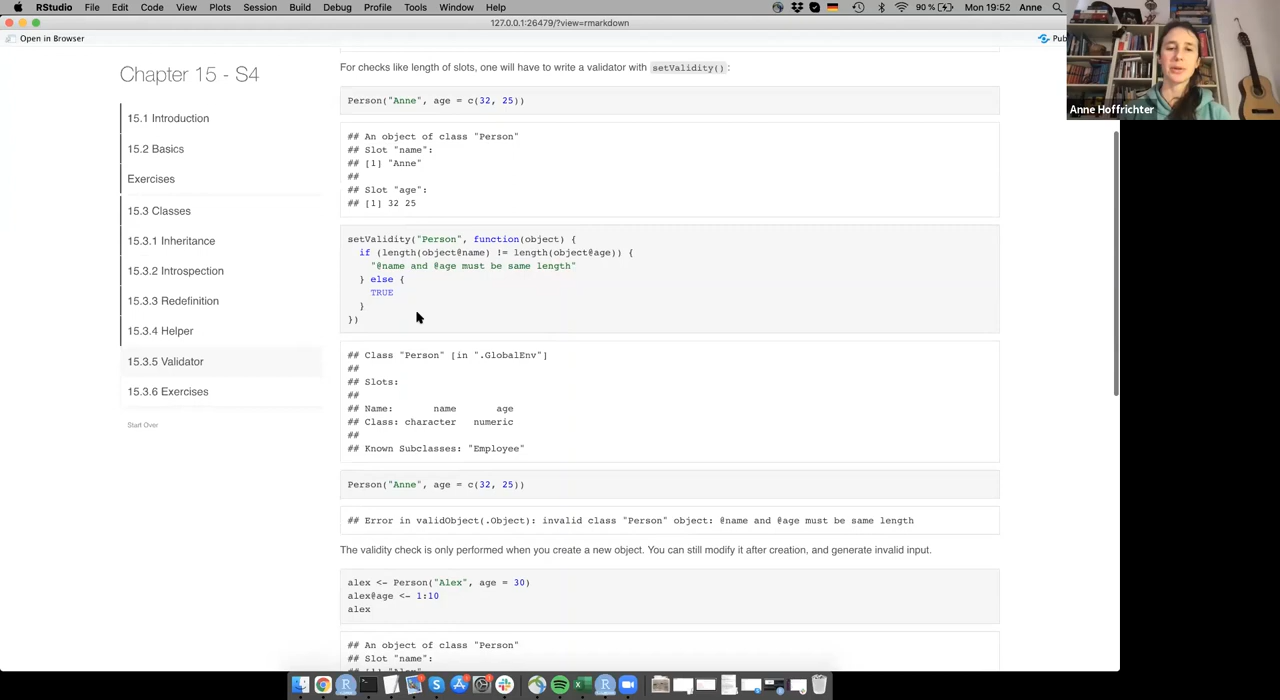 RStudio File Edit Code View Plots Session Build Debug Profile Tools Window Help 90 % Mon 19:52 Anne
127.0.0.1:26479/?view=rmarkdown
Open in Browser
Pub
Anne Hoffrichter
Chapter 15 - S4
15.1 Introduction
15.2 Basics
Exercises
15.3 Classes
15.3.1 Inheritance
15.3.2 Introspection
15.3.3 Redefinition
15.3.4 Helper
15.3.5 Validator
15.3.6 Exercises
Start Over
For checks like length of slots, one will have to write a validator with setValidity() :
Person("Anne", age = c(32, 25))
## An object of class "Person"
## Slot "name":
## [1] "Anne"
##
## Slot "age":
## [1] 32 25
setValidity("Person", function(object) {
if (length(object@name) != length(object@age)) {
"@name and @age must be same length"
} else {
TRUE
}
})
## Class "Person" [in ".GlobalEnv"]
##
## Slots:
##
## Name: name age
## Class: character numeric
##
## Known Subclasses: "Employee"
Person("Anne", age = c(32, 25))
## Error in validObject(.Object): invalid class "Person" object: @name and @age must be same length
The validity check is only performed when you create a new object. You can still modify it after creation, and generate invalid input.
alex <- Person("Alex", age = 30)
alex@age <- 1:10
alex
## An object of class "Person"
## Slot "name":
## [1] "Alex"